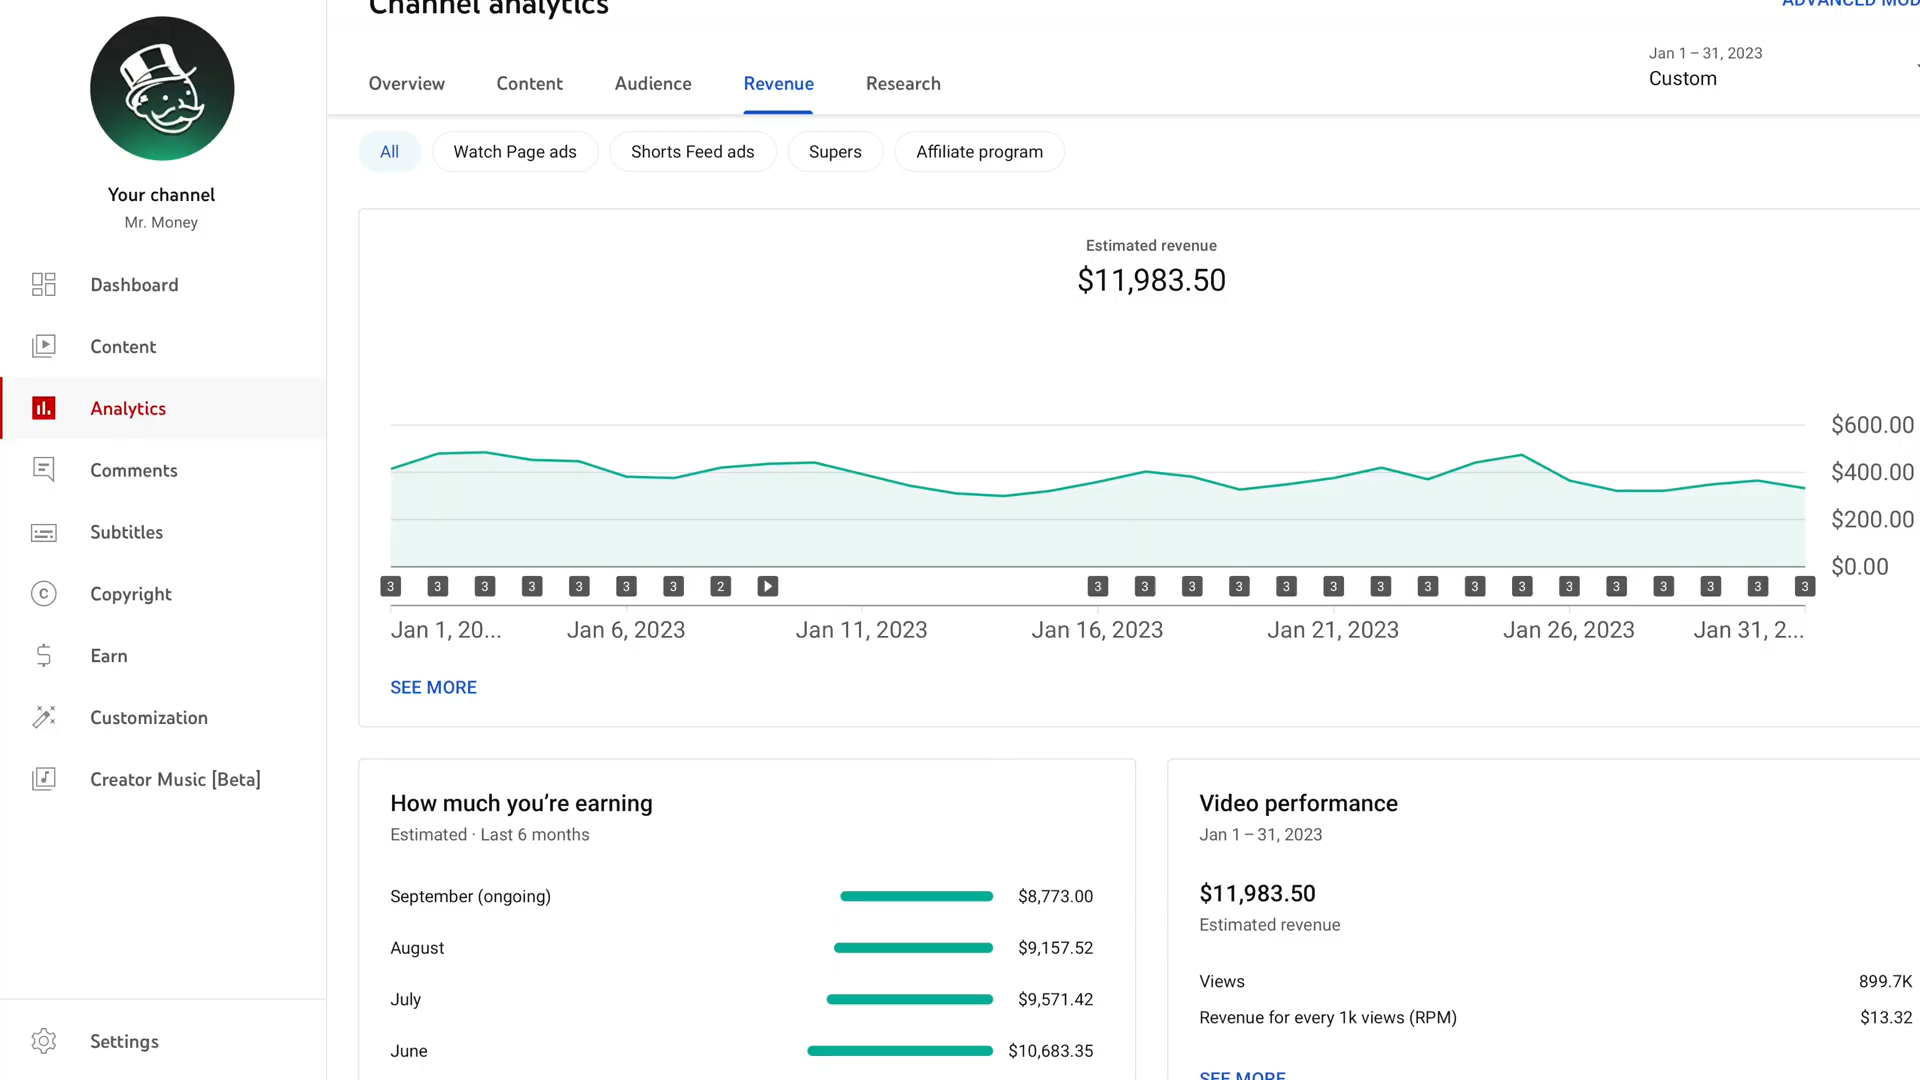 Channel analytics
ADVANCED MOD
Jan 1 – 31, 2023
Custom
Overview
Content
Audience
Revenue
Research
All
Watch Page ads
Shorts Feed ads
Supers
Affiliate program
Your channel
Mr. Money
Dashboard
Content
Analytics
Comments
Subtitles
Copyright
Earn
Customization
Creator Music [Beta]
Settings
Estimated revenue
$11,983.50
$600.00
$400.00
$200.00
$0.00
3 3 3 3 3 3 3 2 3 3 3 3 3 3 3 3 3 3 3 3 3 3 3 3
Jan 1, 20... Jan 6, 2023 Jan 11, 2023 Jan 16, 2023 Jan 21, 2023 Jan 26, 2023 Jan 31, 2...
SEE MORE
How much you’re earning
Estimated · Last 6 months
September (ongoing) $8,773.00
August $9,157.52
July $9,571.42
June $10,683.35
Video performance
Jan 1 – 31, 2023
$11,983.50
Estimated revenue
Views 899.7K
Revenue for every 1k views (RPM) $13.32
SEE MORE